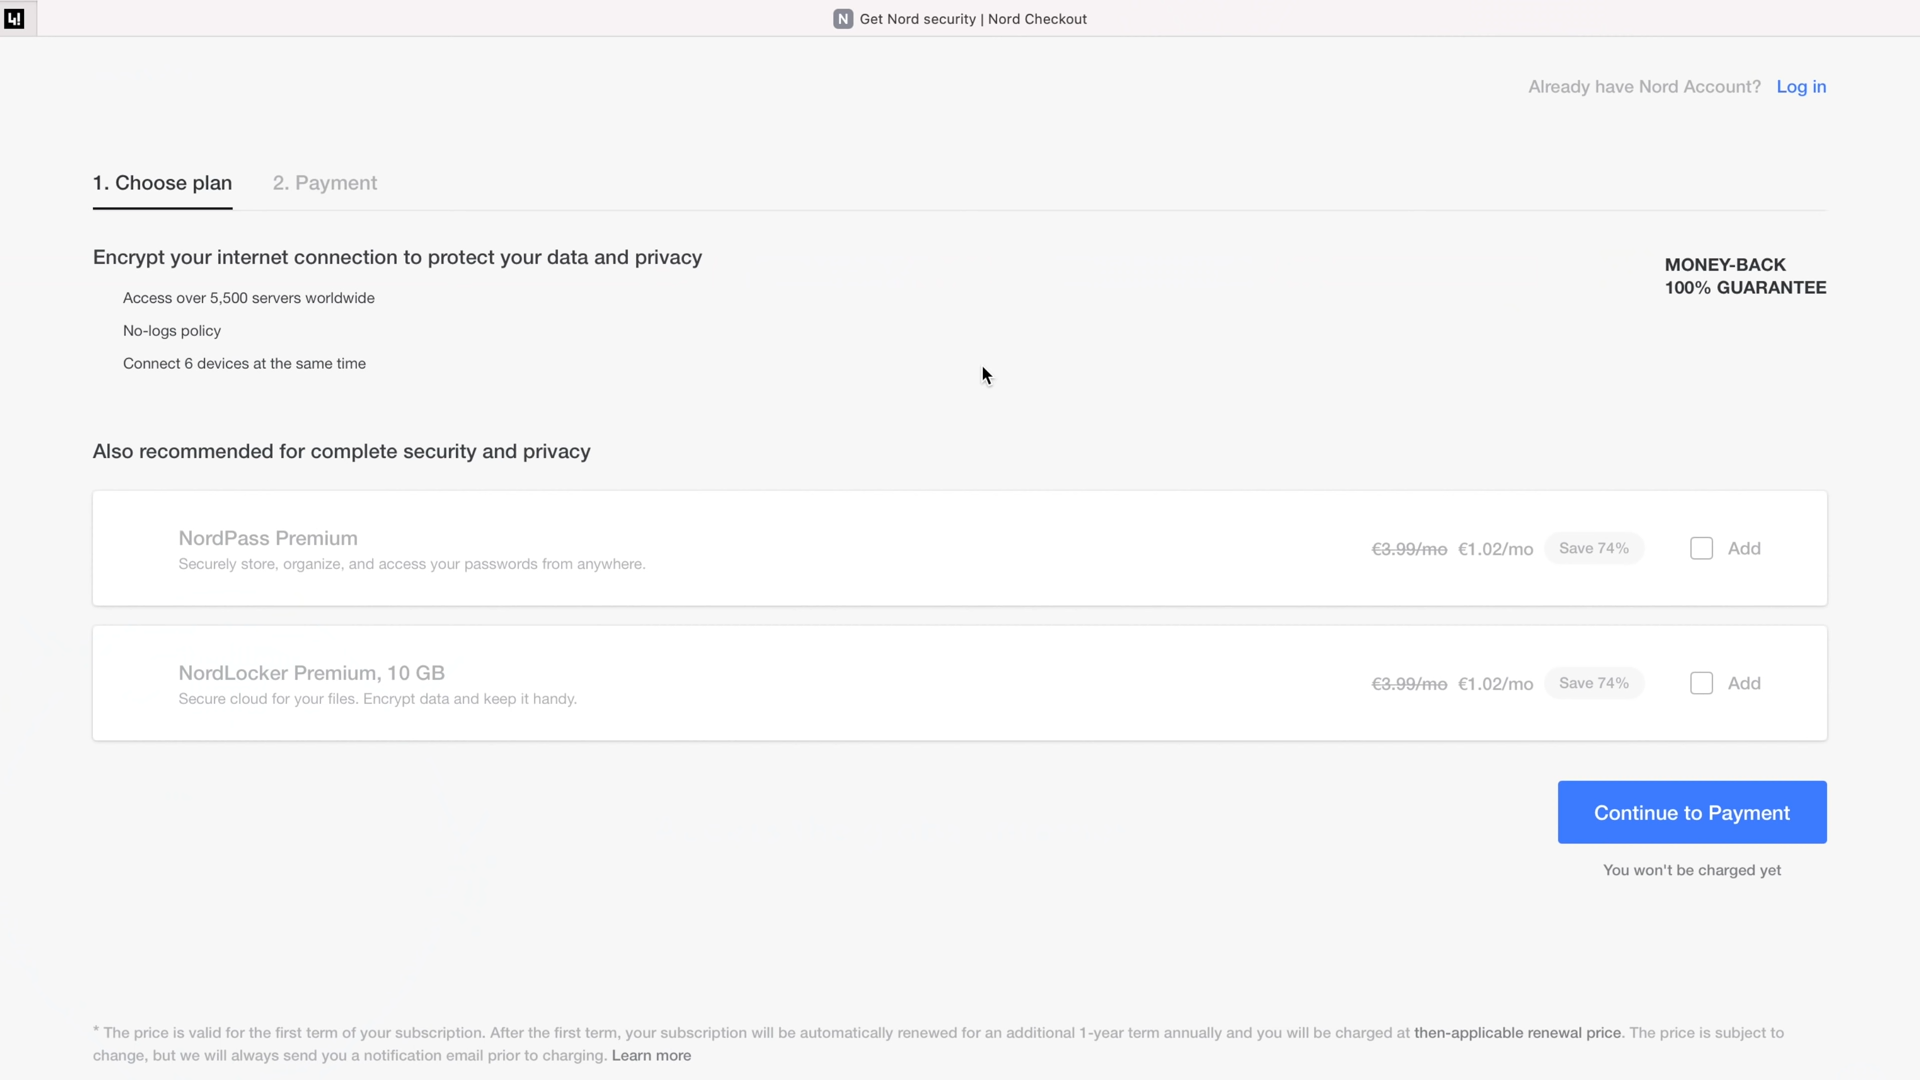 4!
N Get Nord security | Nord Checkout
Already have Nord Account? Log in
1. Choose plan 2. Payment
Encrypt your internet connection to protect your data and privacy
Access over 5,500 servers worldwide
No-logs policy
Connect 6 devices at the same time
MONEY-BACK
100% GUARANTEE
Also recommended for complete security and privacy
NordPass Premium
Securely store, organize, and access your passwords from anywhere.
€3.99/mo €1.02/mo Save 74% Add
NordLocker Premium, 10 GB
Secure cloud for your files. Encrypt data and keep it handy.
€3.99/mo €1.02/mo Save 74% Add
Continue to Payment
You won't be charged yet
* The price is valid for the first term of your subscription. After the first term, your subscription will be automatically renewed for an additional 1-year term annually and you will be charged at then-applicable renewal price. The price is subject to
change, but we will always send you a notification email prior to charging. Learn more